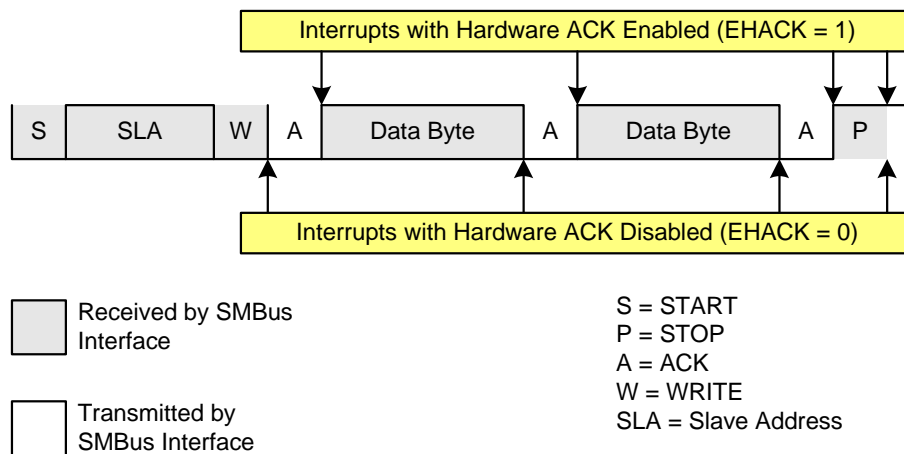 Interrupts with Hardware ACK Enabled (EHACK = 1)
S SLA W A Data Byte A Data Byte A P
Interrupts with Hardware ACK Disabled (EHACK = 0)
Received by SMBus
Interface
Transmitted by
SMBus Interface
S = START
P = STOP
A = ACK
W = WRITE
SLA = Slave Address